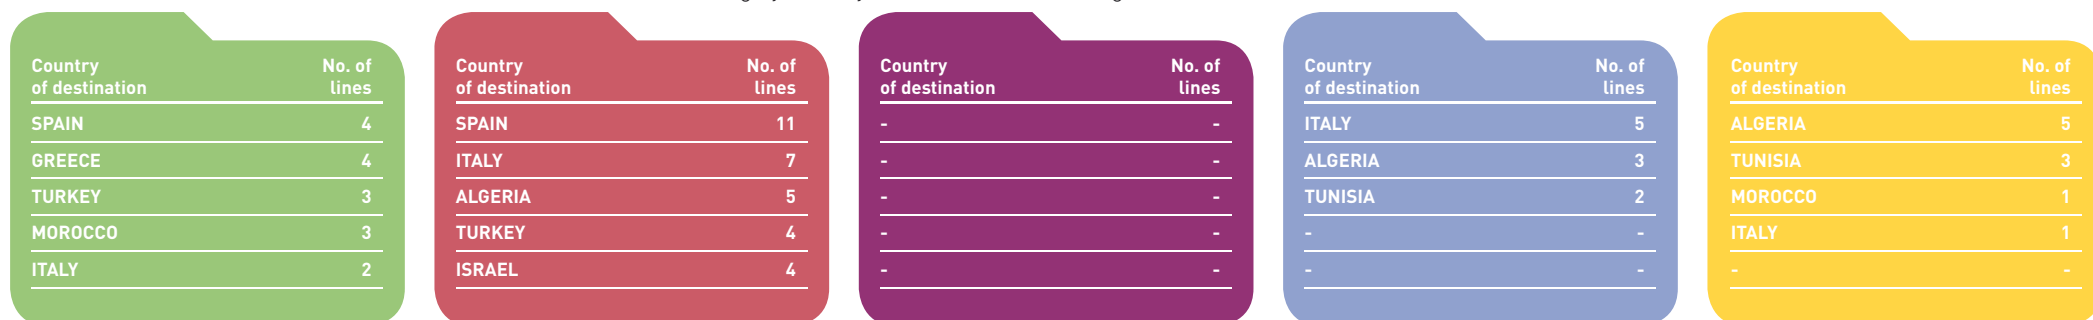 Country No. of
of destination lines
SPAIN 4
GREECE 4
TURKEY 3
MOROCCO 3
ITALY 2
Country No. of
of destination lines
SPAIN 11
ITALY 7
ALGERIA 5
TURKEY 4
ISRAEL 4
Country No. of
of destination lines
- -
- -
- -
- -
- -
Country No. of
of destination lines
ITALY 5
ALGERIA 3
TUNISIA 2
- -
- -
Country No. of
of destination lines
ALGERIA 5
TUNISIA 3
MOROCCO 1
ITALY 1
- -